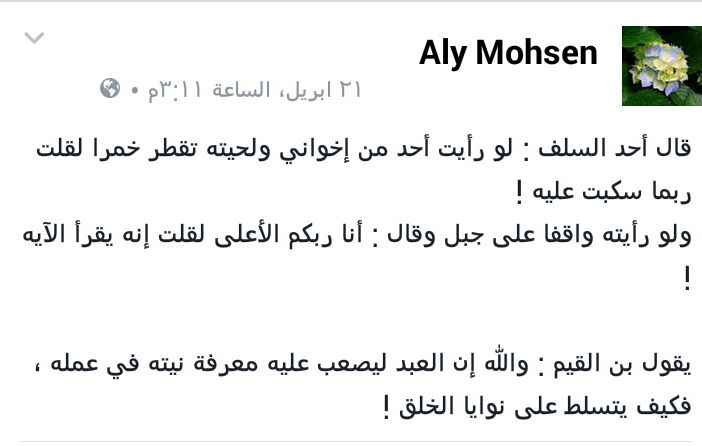 Aly Mohsen
٢١ ابريل، الساعة ٣:١١م •
قال أحد السلف : لو رأيت أحد من إخواني ولحيته تقطر خمرا لقلت
ربما سكبت عليه !
ولو رأيته واقفا على جبل وقال : أنا ربكم الأعلى لقلت إنه يقرأ الآيه
!
يقول بن القيم : والله إن العبد ليصعب عليه معرفة نيته في عمله ،
فكيف يتسلط على نوايا الخلق !